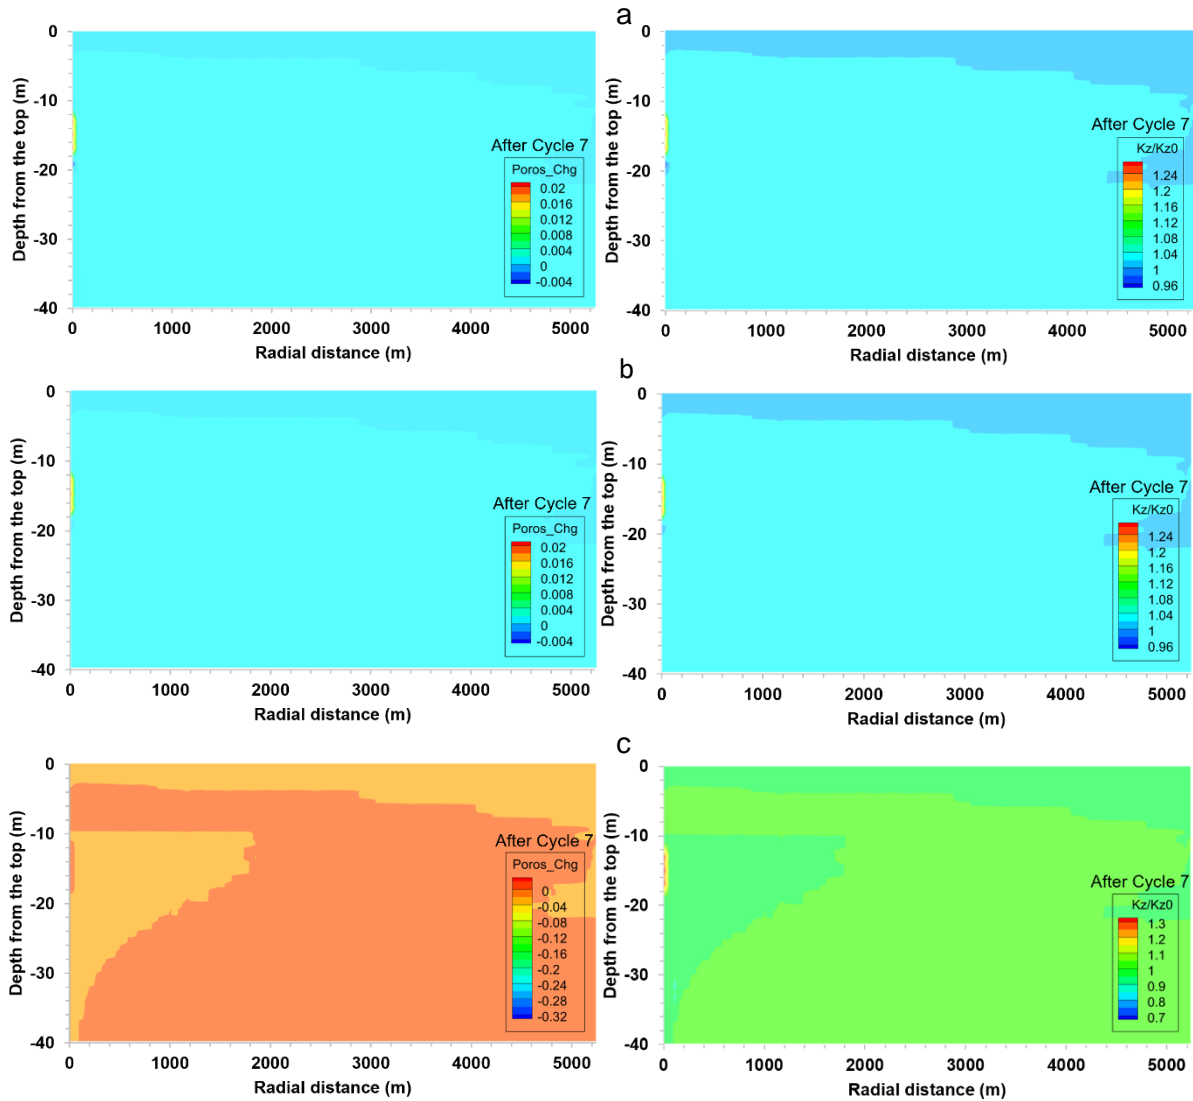 a
0
-10
-20
-30
-40
Depth from the top (m)
0 1000 2000 3000 4000 5000
Radial distance (m)
After Cycle 7
Poros_Chg
0.02
0.016
0.012
0.008
0.004
0
-0.004
0
-10
-20
-30
-40
Depth from the top (m)
0 1000 2000 3000 4000 5000
Radial distance (m)
After Cycle 7
Kz/Kz0
1.24
1.2
1.16
1.12
1.08
1.04
1
0.96
b
0
-10
-20
-30
-40
Depth from the top (m)
0 1000 2000 3000 4000 5000
Radial distance (m)
After Cycle 7
Poros_Chg
0.02
0.016
0.012
0.008
0.004
0
-0.004
0
-10
-20
-30
-40
Depth from the top (m)
0 1000 2000 3000 4000 5000
Radial distance (m)
After Cycle 7
Kz/Kz0
1.24
1.2
1.16
1.12
1.08
1.04
1
0.96
c
0
-10
-20
-30
-40
Depth from the top (m)
0 1000 2000 3000 4000 5000
Radial distance (m)
After Cycle 7
Poros_Chg
0
-0.04
-0.08
-0.12
-0.16
-0.2
-0.24
-0.28
-0.32
0
-10
-20
-30
-40
Depth from the top (m)
0 1000 2000 3000 4000 5000
Radial distance (m)
After Cycle 7
Kz/Kz0
1.3
1.2
1.1
1
0.9
0.8
0.7